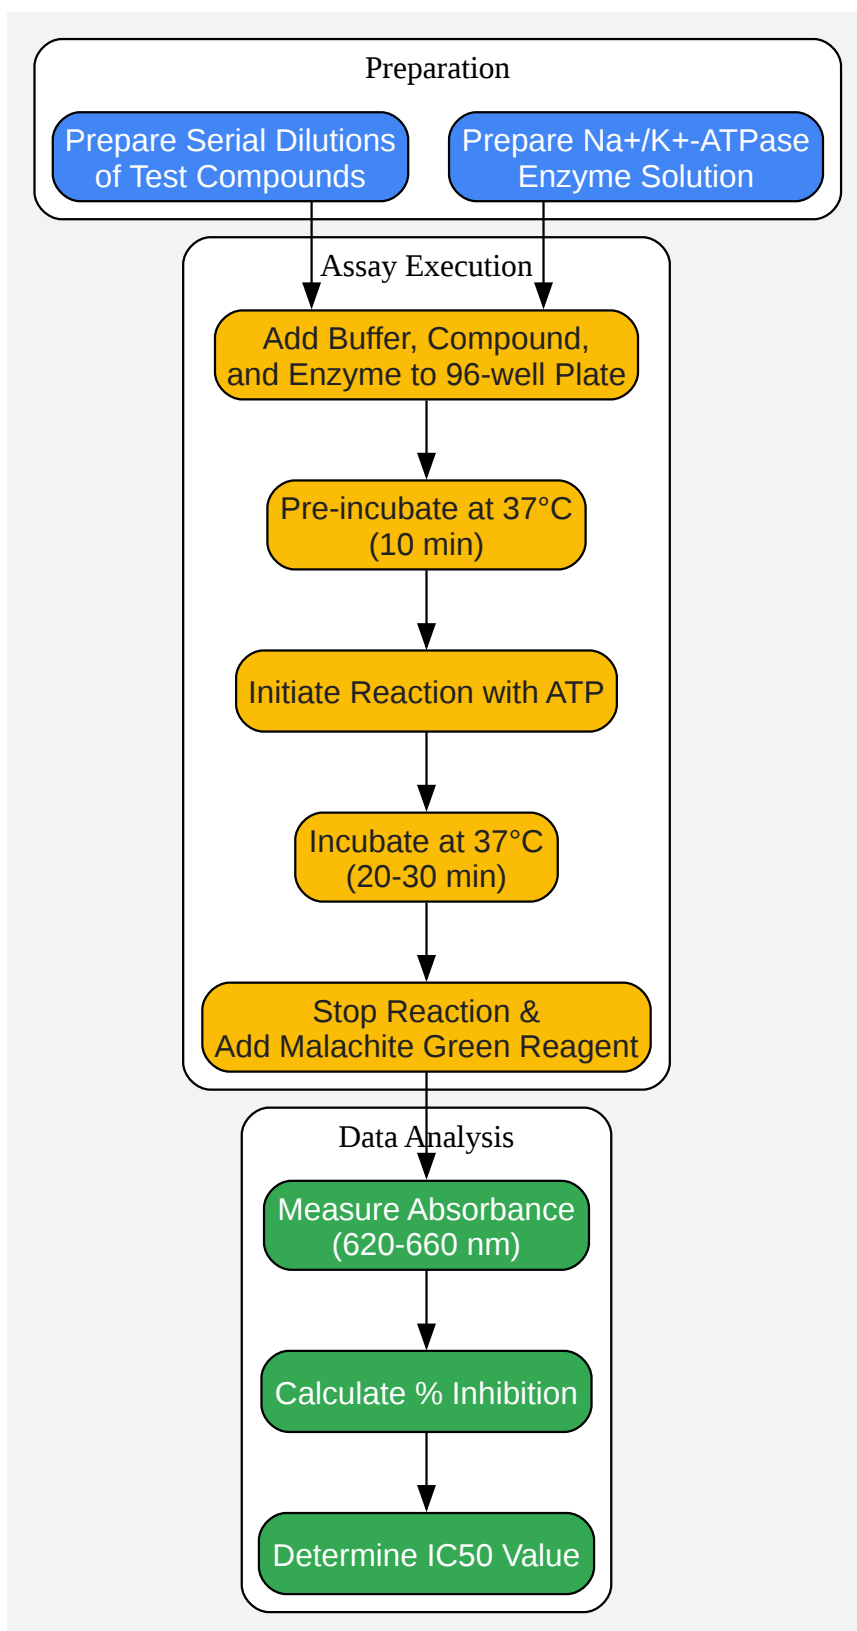 Preparation
Prepare Serial Dilutions
of Test Compounds
Prepare Na+/K+-ATPase
Enzyme Solution
Assay Execution
Add Buffer, Compound,
and Enzyme to 96-well Plate
Pre-incubate at 37°C
(10 min)
Initiate Reaction with ATP
Incubate at 37°C
(20-30 min)
Stop Reaction &
Add Malachite Green Reagent
Data Analysis
Measure Absorbance
(620-660 nm)
Calculate % Inhibition
Determine IC50 Value